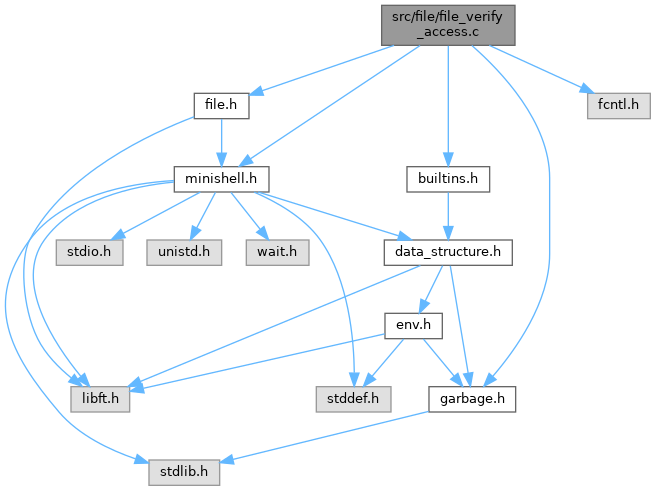 src/file/file_verify
_access.c
file.h
fcntl.h
minishell.h
builtins.h
stdio.h
unistd.h
wait.h
data_structure.h
env.h
libft.h
stddef.h
garbage.h
stdlib.h